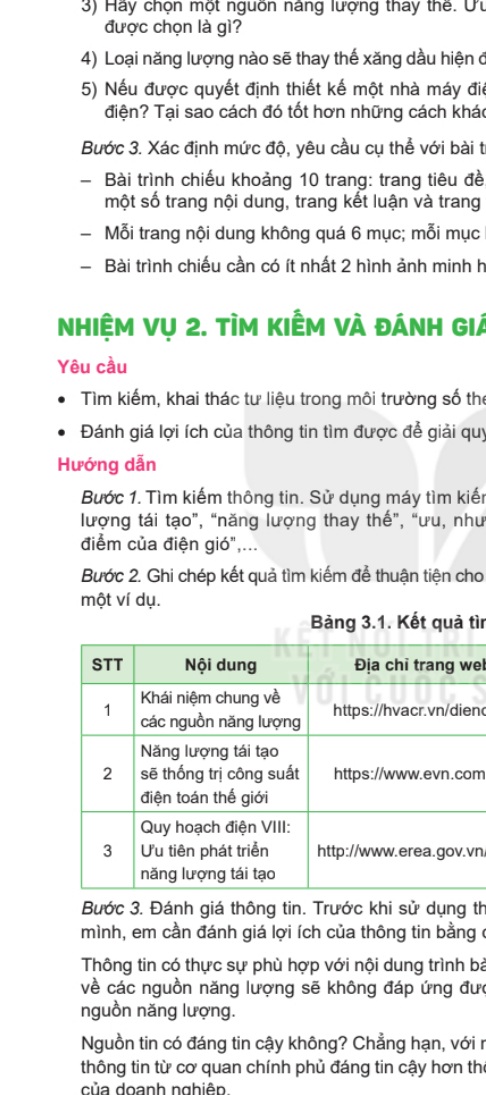 3) Hãy chọn một nguồn năng lượng thay thế. Ưu
được chọn là gì?
4) Loại năng lượng nào sẽ thay thế xăng dầu hiện
5) Nếu được quyết định thiết kế một nhà máy
điện? Tại sao cách đó tốt hơn những cách
Bước 3. Xác định mức độ, yêu cầu cụ thể với bài
– Bài trình chiếu khoảng 10 trang: trang tiêu đề,
một số trang nội dung, trang kết luận và trang
– Mỗi trang nội dung không quá 6 mục; mỗi mục
– Bài trình chiếu cần có ít nhất 2 hình ảnh minh
NHIỆM VỤ 2. TÌM KIẾM VÀ ĐÁNH GIÁ
Yêu cầu
• Tìm kiếm, khai thác tư liệu trong môi trường số
• Đánh giá lợi ích của thông tin tìm được để giải
Hướng dẫn
Bước 1. Tìm kiếm thông tin. Sử dụng máy tìm
lượng tái tạo", "năng lượng thay thế", "ưu,
điểm của điện gió",...
Bước 2. Ghi chép kết quả tìm kiếm để thuận tiện cho
một ví dụ.
Bảng 3.1. Kết quả
KẾT NỐI TRI
VỚI CUỘC
STT Nội dung Địa chỉ trang
1 Khái niệm chung về
các nguồn năng lượng https://hvacr.vn/
2 Năng lượng tái tạo
sẽ thống trị công suất
điện toán thế giới https://www.evn.com
3 Quy hoạch điện VIII:
Ưu tiên phát triển
năng lượng tái tạo http://www.erea.gov.vn/
Bước 3. Đánh giá thông tin. Trước khi sử dụng
mình, em cần đánh giá lợi ích của thông tin bằng
Thông tin có thực sự phù hợp với nội dung trình
về các nguồn năng lượng sẽ không đáp ứng
nguồn năng lượng.
Nguồn tin có đáng tin cậy không? Chẳng hạn, với
thông tin từ cơ quan chính phủ đáng tin cậy hơn
của doanh nghiệp.